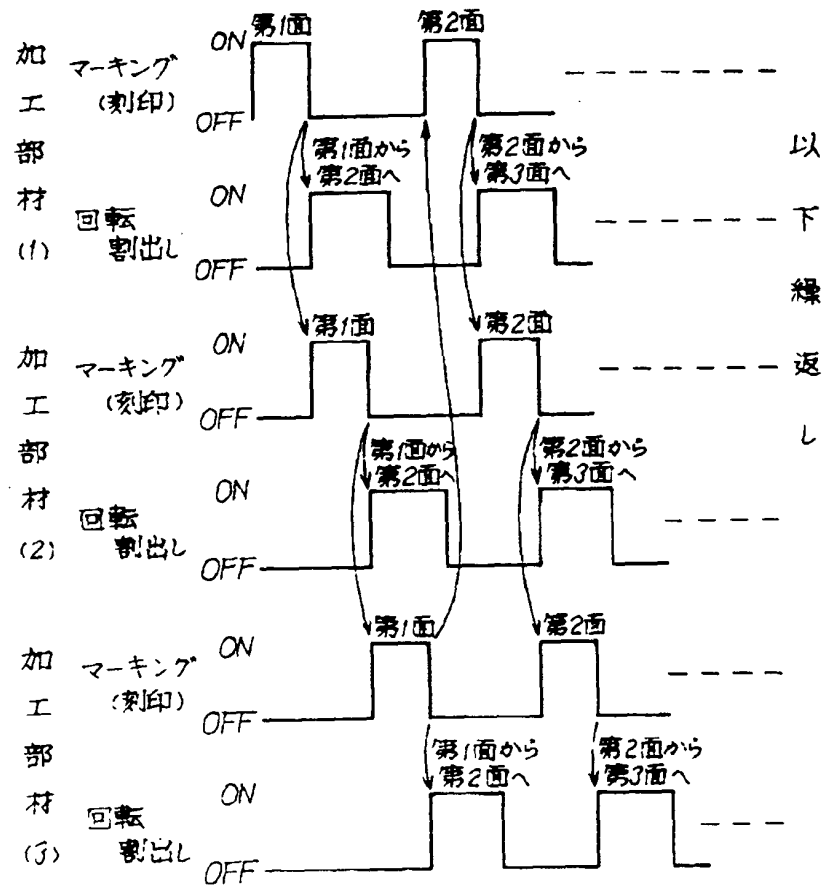 第1面
第2面
ON
加工部材(1)
マーキング
(刻印)
OFF
第1面から
第2面へ
第2面から
第3面へ
ON
回転
割出し
OFF
以下繰返し
第1面
第2面
ON
加工部材(2)
マーキング
(刻印)
OFF
第1面から
第2面へ
第2面から
第3面へ
ON
回転
割出し
OFF
第1面
第2面
ON
加工部材(3)
マーキング
(刻印)
OFF
第1面から
第2面へ
第2面から
第3面へ
ON
回転
割出し
OFF